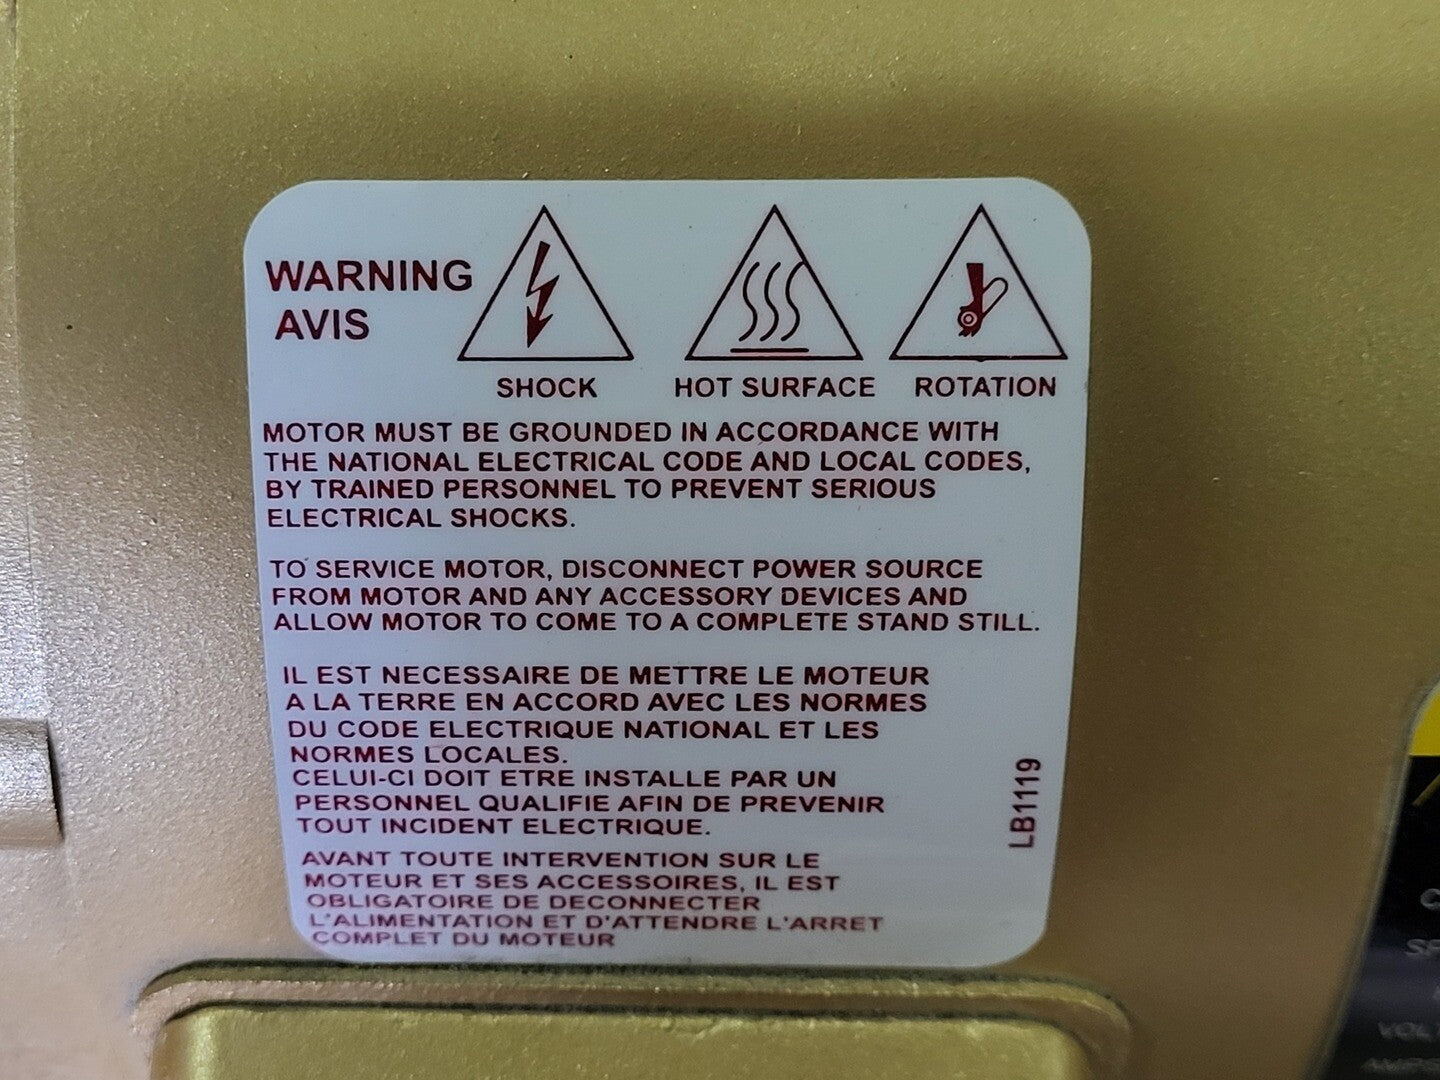 WARNING
AVIS
SHOCK
HOT SURFACE
ROTATION
MOTOR MUST BE GROUNDED IN ACCORDANCE WITH
THE NATIONAL ELECTRICAL CODE AND LOCAL CODES,
BY TRAINED PERSONNEL TO PREVENT SERIOUS
ELECTRICAL SHOCKS.
TO SERVICE MOTOR, DISCONNECT POWER SOURCE
FROM MOTOR AND ANY ACCESSORY DEVICES AND
ALLOW MOTOR TO COME TO A COMPLETE STAND STILL.
IL EST NECESSAIRE DE METTRE LE MOTEUR
A LA TERRE EN ACCORD AVEC LES NORMES
DU CODE ELECTRIQUE NATIONAL ET LES
NORMES LOCALES.
CELUI-CI DOIT ETRE INSTALLE PAR UN
PERSONNEL QUALIFIE AFIN DE PREVENIR
TOUT INCIDENT ELECTRIQUE.
AVANT TOUTE INTERVENTION SUR LE
MOTEUR ET SES ACCESSOIRES, IL EST
OBLIGATOIRE DE DECONNECTER
L'ALIMENTATION ET D'ATTENDRE L'ARRET
COMPLET DU MOTEUR
LB1119